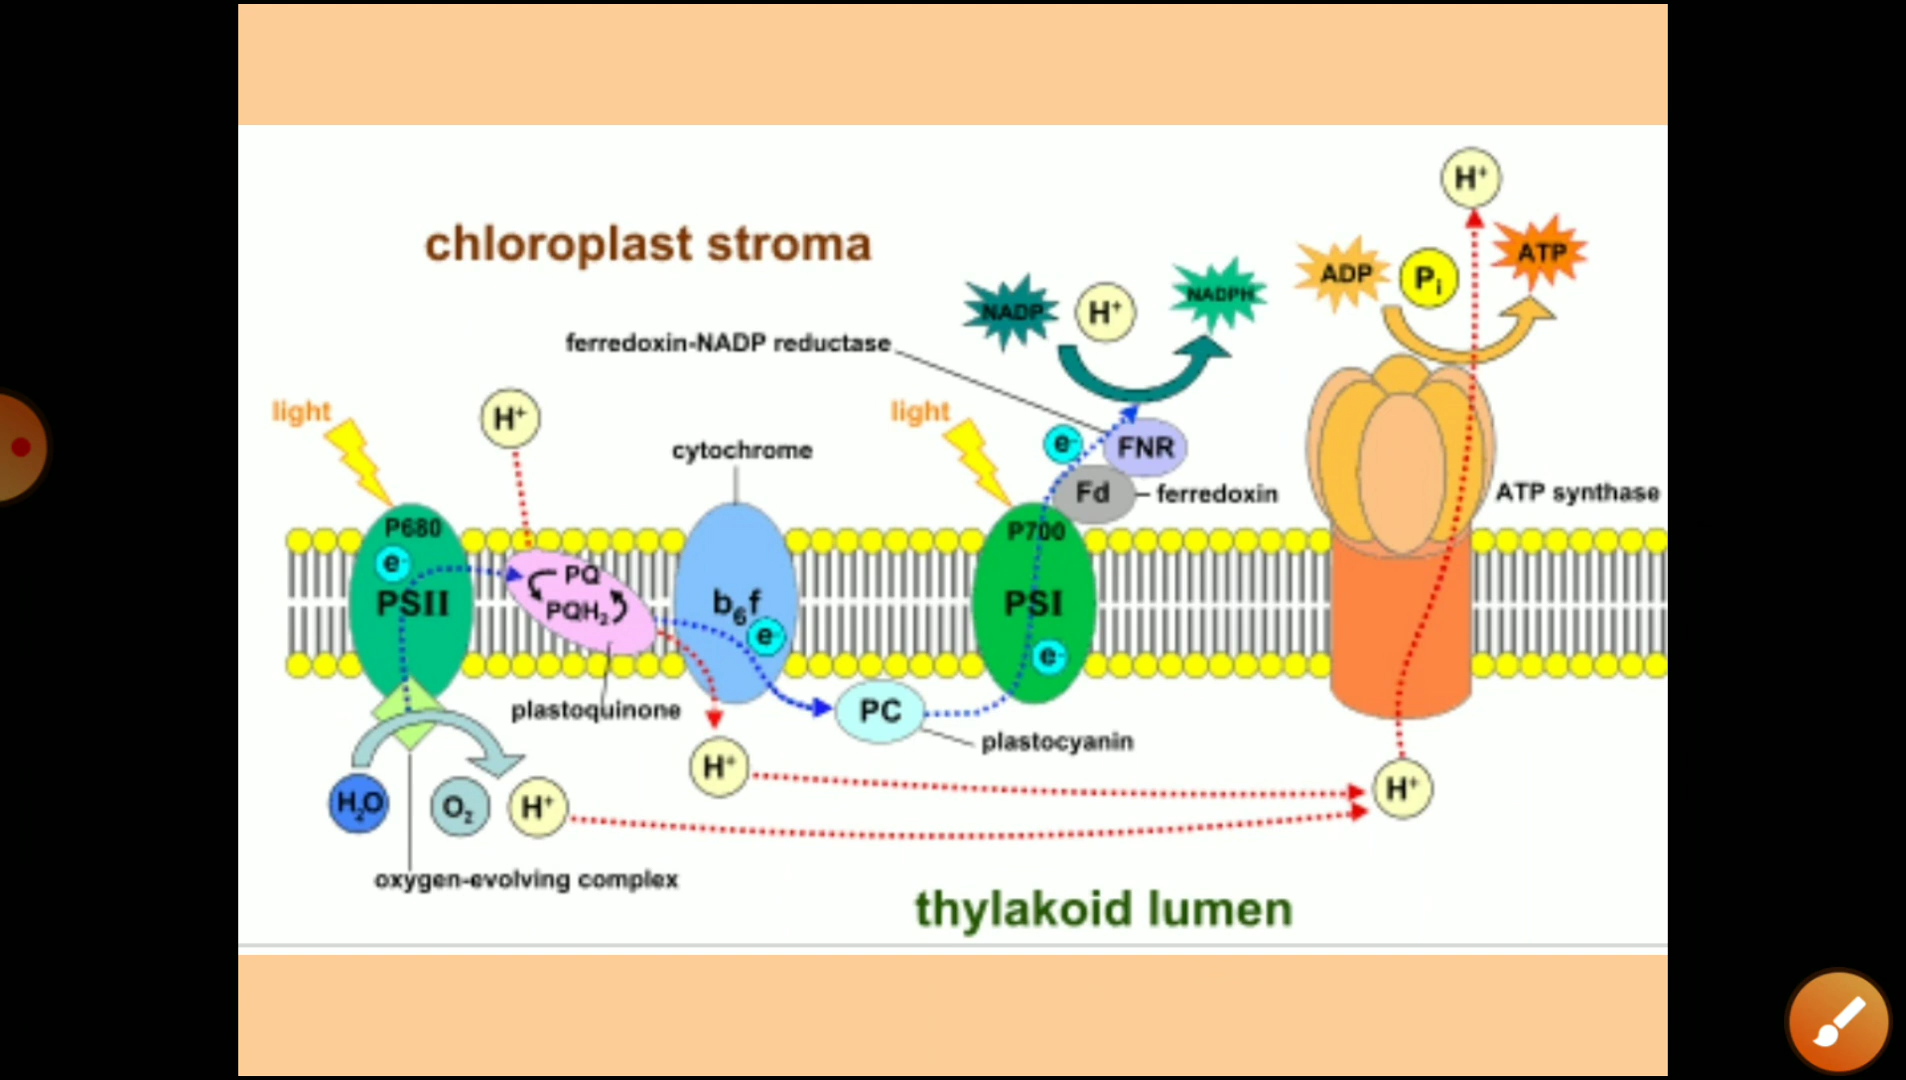 H⁺
chloroplast stroma
ADP
Pᵢ
ATP
NADP
H⁺
NADPH
ferredoxin-NADP reductase
light
H⁺
light
cytochrome
e⁻
FNR
Fd
ferredoxin
ATP synthase
P680
P700
e⁻
PQ
PSII
PQH₂
b₆f
e⁻
PSI
e⁻
plastoquinone
PC
plastocyanin
H⁺
H₂O
O₂
H⁺
H⁺
oxygen-evolving complex
thylakoid lumen